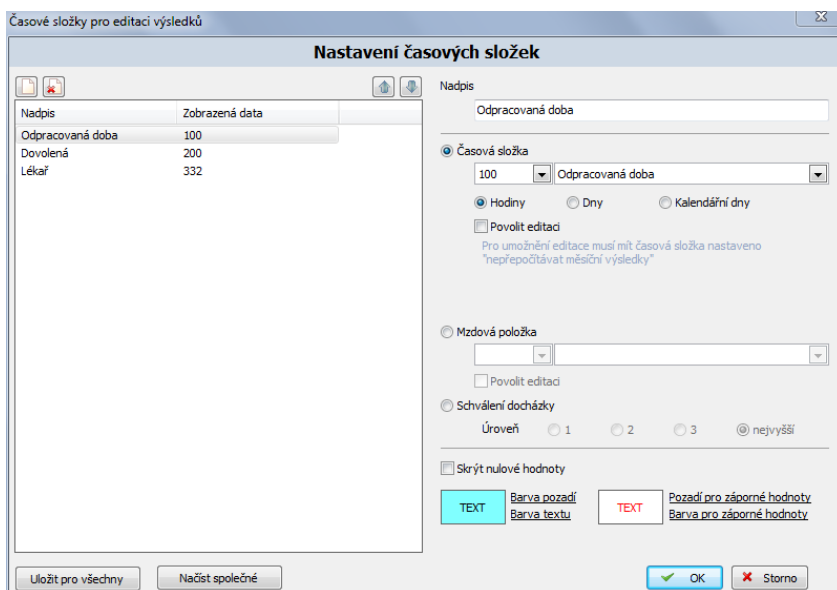 Časové složky pro editaci výsledků
Nastavení časových složek
Nadpis Zobrazená data
Odpracovaná doba 100
Dovolená 200
Lékař 332
Uložit pro všechny Načíst společné
Nadpis
Odpracovaná doba
Časová složka
100 Odpracovaná doba
Hodiny Dny Kalendářní dny
Povolit editaci
Pro umožnění editace musí mít časová složka nastaveno
"nepřepočítávat měsíční výsledky"
Mzdová položka
Povolit editaci
Schválení docházky
Úroveň 1 2 3 nejvyšší
Skrýt nulové hodnoty
TEXT
Barva pozadí
Barva textu
TEXT
Pozadí pro záporné hodnoty
Barva pro záporné hodnoty
OK Storno